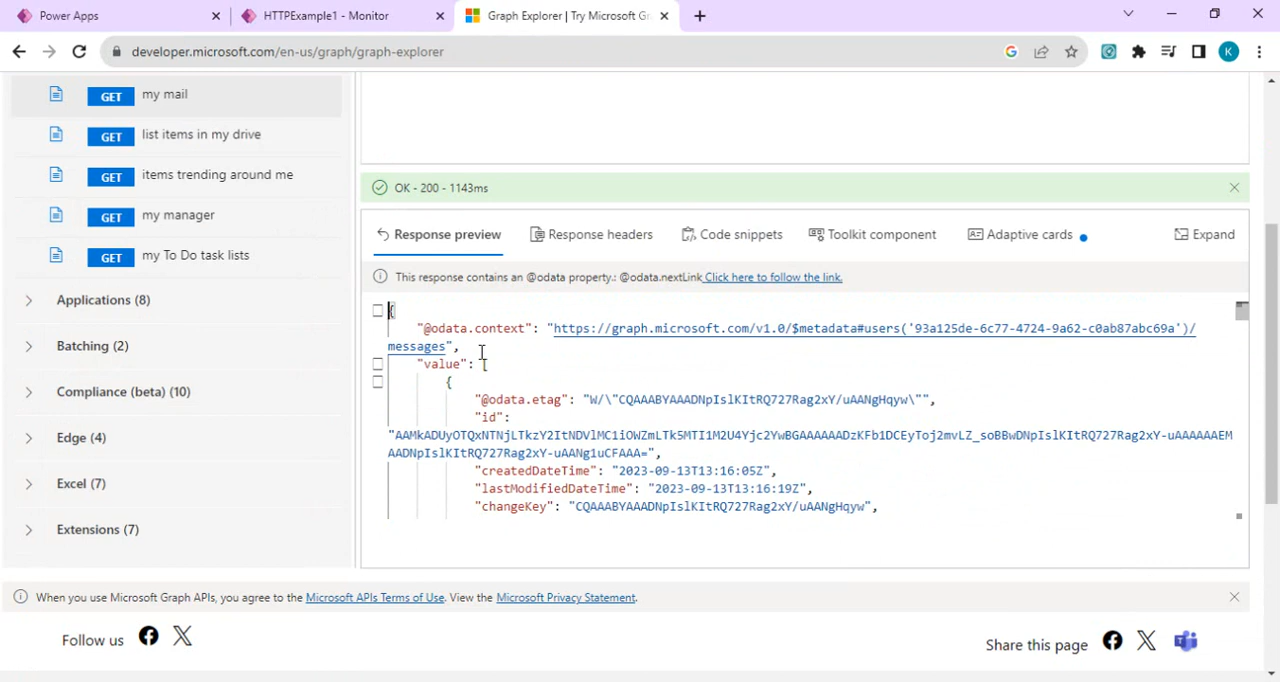 Power Apps
HTTPExample1 - Monitor
Graph Explorer | Try Microsoft Gr
developer.microsoft.com/en-us/graph/graph-explorer
K
GET my mail
GET list items in my drive
GET items trending around me
GET my manager
GET my To Do task lists
Applications (8)
Batching (2)
Compliance (beta) (10)
Edge (4)
Excel (7)
Extensions (7)
OK - 200 - 1143ms
Response preview
Response headers
Code snippets
Toolkit component
Adaptive cards
Expand
This response contains an @odata property.: @odata.nextLink Click here to follow the link.
{
"@odata.context": "https://graph.microsoft.com/v1.0/$metadata#users('93a125de-6c77-4724-9a62-c0ab87abc69a')/
messages",
"value": [
{
"@odata.etag": "W/\"CQAAABYAAADNpIslKItRQ727Rag2xY/uAANgHqyw\"",
"id":
"AAMkADUyOTQxNTNjLTkzY2ItNDVlMC1iOWZmLTk5MTI1M2U4Yjc2YwBGAAAAAADzKFb1DCEyToj2mvLZ_soBBwDNpIslKItRQ727Rag2xY-uAAAAAAEM
AADNpIslKItRQ727Rag2xY-uAANg1uCFAAA=",
"createdDateTime": "2023-09-13T13:16:05Z",
"lastModifiedDateTime": "2023-09-13T13:16:19Z",
"changeKey": "CQAAABYAAADNpIslKItRQ727Rag2xY/uAANgHqyw",
When you use Microsoft Graph APIs, you agree to the Microsoft APIs Terms of Use. View the Microsoft Privacy Statement.
Follow us
Share this page